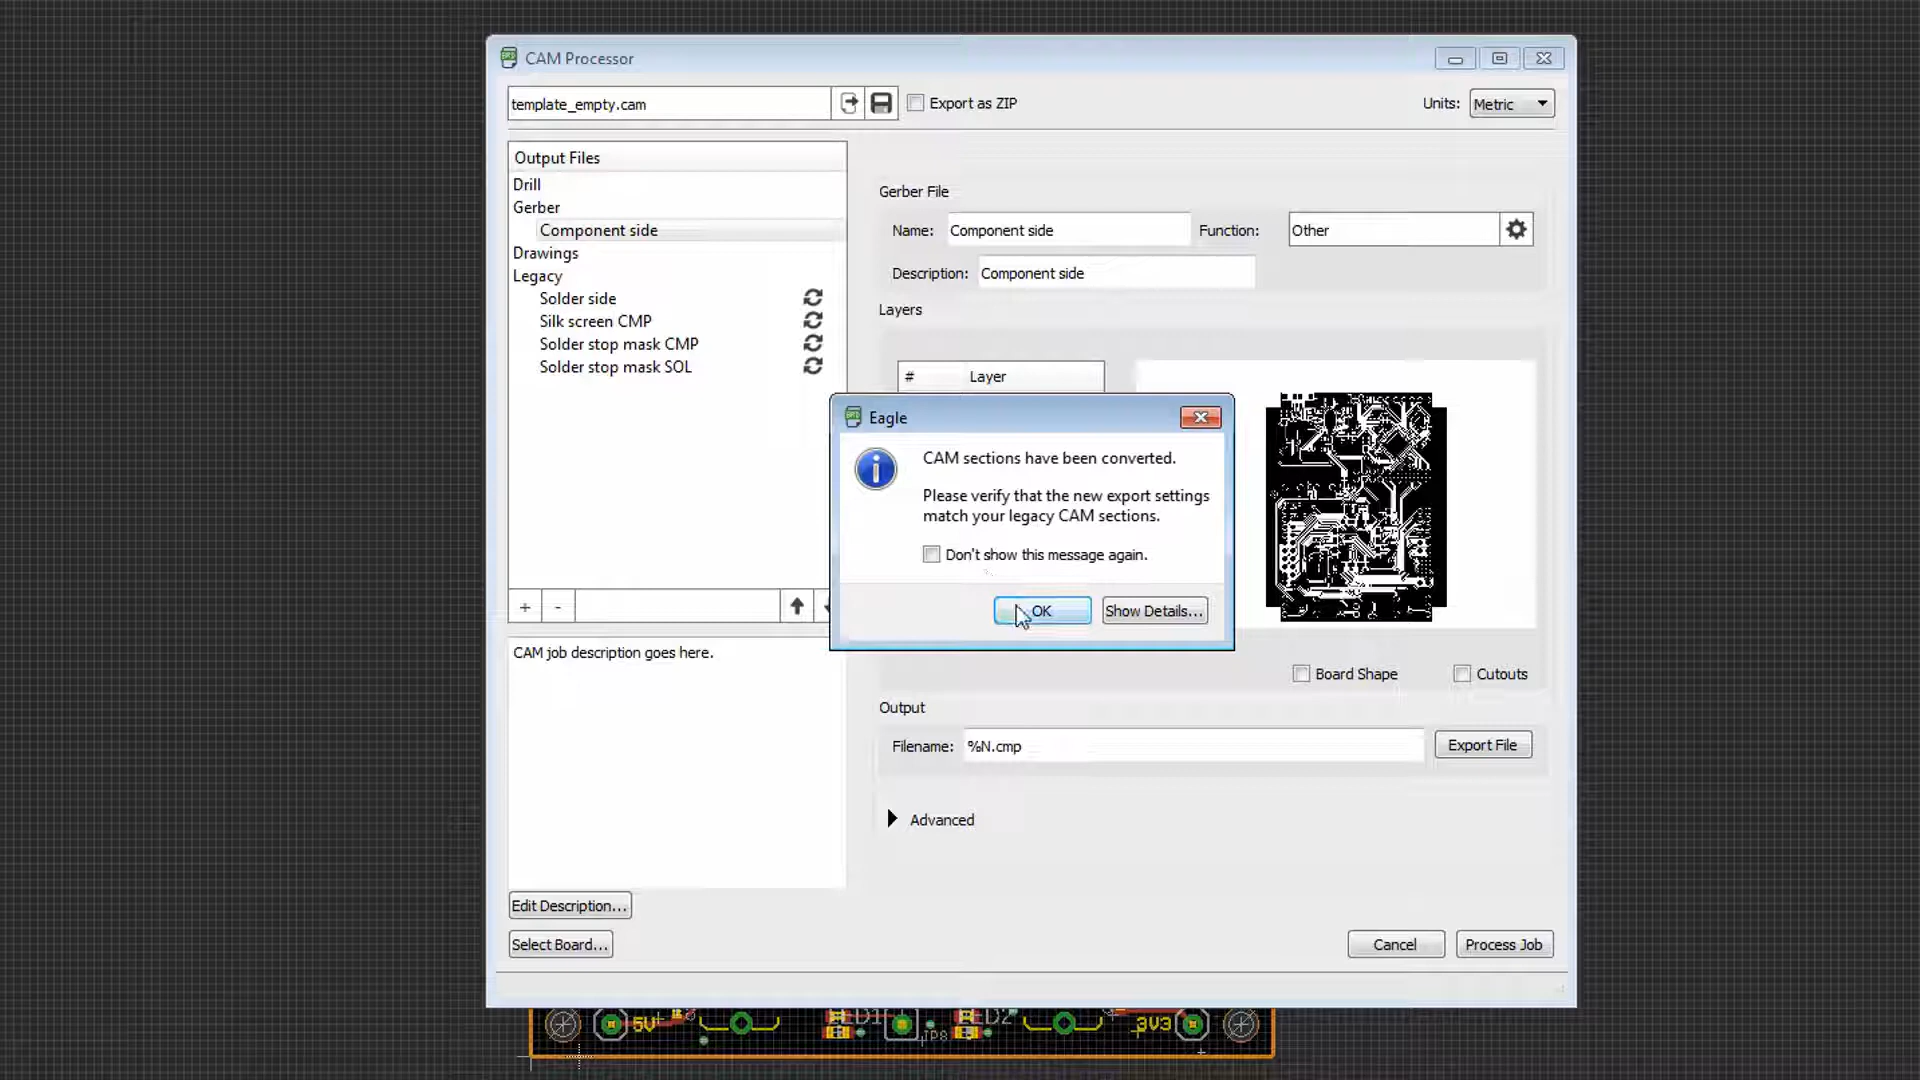 CAM Processor
template_empty.cam
Export as ZIP
Units: Metric
Output Files
Drill
Gerber
Component side
Drawings
Legacy
Solder side
Silk screen CMP
Solder stop mask CMP
Solder stop mask SOL
+ -
CAM job description goes here.
Edit Description...
Select Board...
Gerber File
Name: Component side Function: Other
Description: Component side
Layers
# Layer
Eagle
CAM sections have been converted.
Please verify that the new export settings
match your legacy CAM sections.
Don't show this message again.
OK Show Details...
Board Shape Cutouts
Output
Filename: %N.cmp Export File
Advanced
Cancel Process Job
5V 3V3
JP8